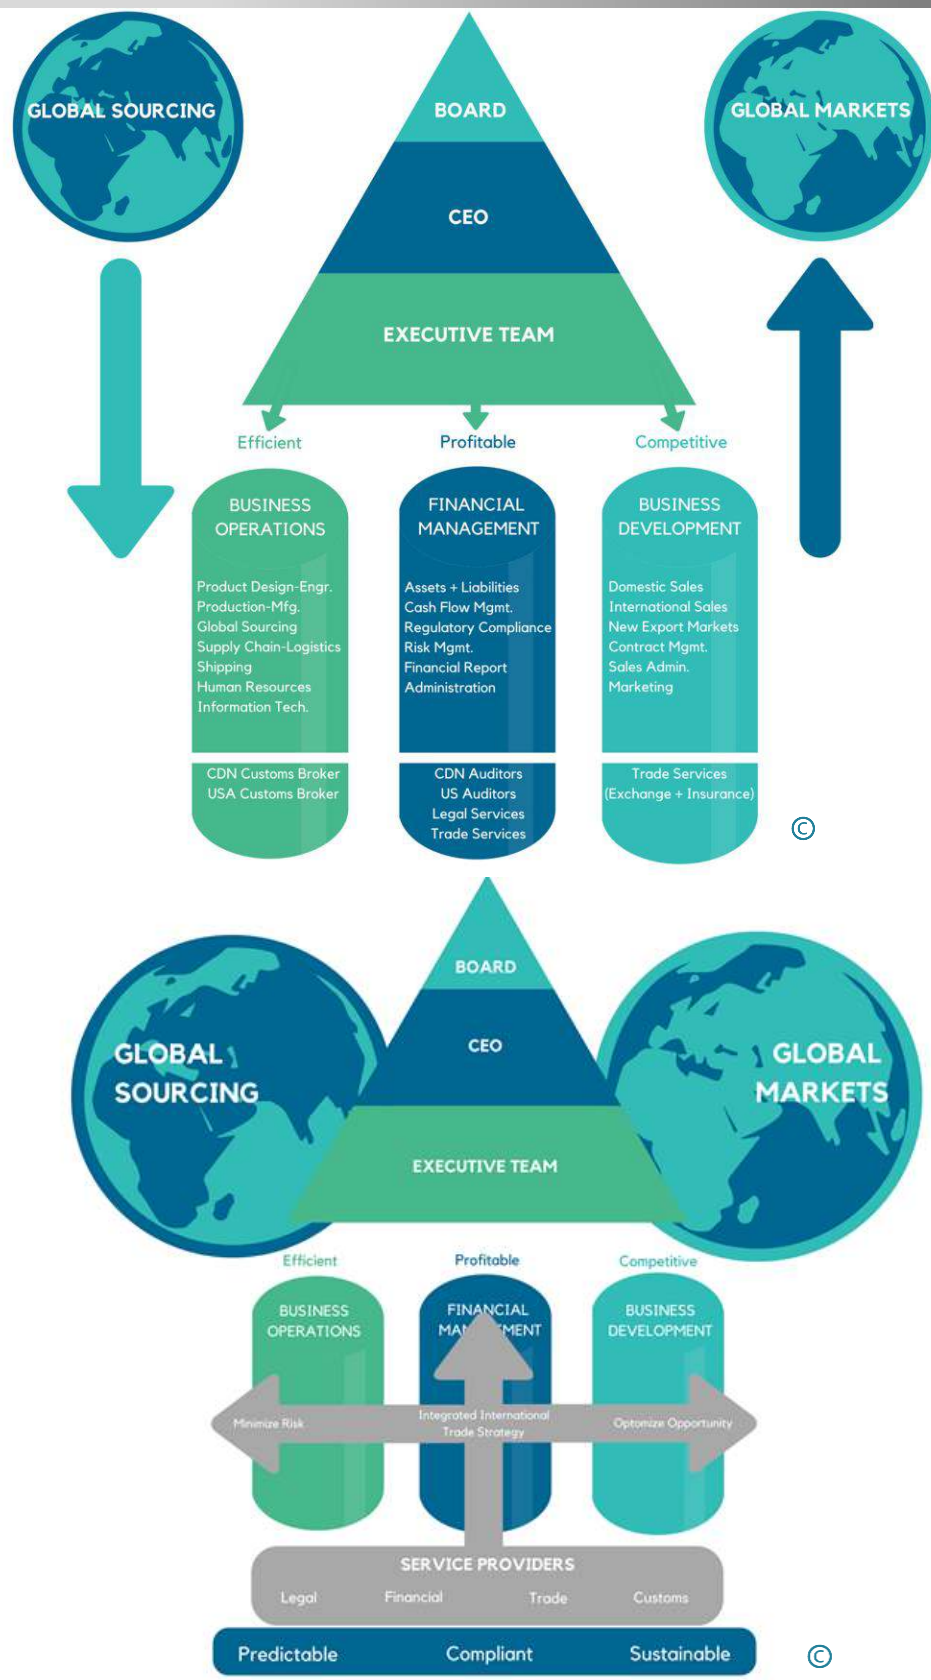 GLOBAL SOURCING
BOARD
GLOBAL MARKETS
CEO
EXECUTIVE TEAM
Efficient
Profitable
Competitive
BUSINESS
OPERATIONS
Product Design-Engr.
Production-Mfg.
Global Sourcing
Supply Chain-Logistics
Shipping
Human Resources
Information Tech.
CDN Customs Broker
USA Customs Broker
FINANCIAL
MANAGEMENT
Assets + Liabilities
Cash Flow Mgmt.
Regulatory Compliance
Risk Mgmt.
Financial Report
Administration
CDN Auditors
US Auditors
Legal Services
Trade Services
BUSINESS
DEVELOPMENT
Domestic Sales
International Sales
New Export Markets
Contract Mgmt.
Sales Admin.
Marketing
Trade Services
(Exchange + Insurance)
©
BOARD
GLOBAL
SOURCING
CEO
GLOBAL
MARKETS
EXECUTIVE TEAM
Efficient
Profitable
Competitive
BUSINESS
OPERATIONS
FINANCIAL
MAN MENT
BUSINESS
DEVELOPMENT
Minimize Risk
Integrated International
Trade Strategy
Optomize Opportunity
SERVICE PROVIDERS
Legal
Financial
Trade
Customs
Predictable
Compliant
Sustainable
©